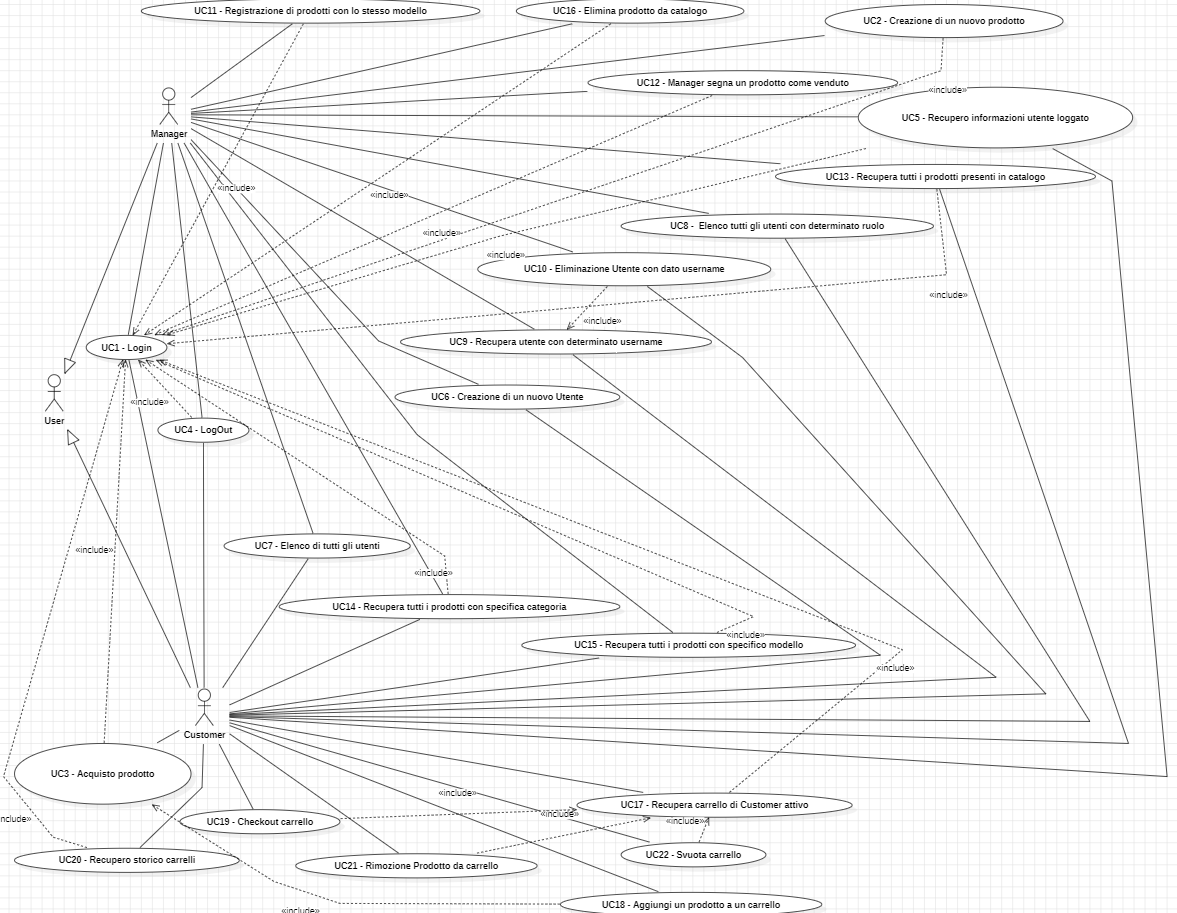 UC11 - Registrazione di prodotti con lo stesso modello
UC16 - Elimina prodotto da catalogo
UC2 - Creazione di un nuovo prodotto
UC12 - Manager segna un prodotto come venduto
«include»
UC5 - Recupero informazioni utente loggato
Manager
UC13 - Recupera tutti i prodotti presenti in catalogo
«include»
«include»
UC8 -  Elenco tutti gli utenti con determinato ruolo
«include»
«include»
UC10 - Eliminazione Utente con dato username
«include»
«include»
UC9 - Recupera utente con determinato username
UC1 - Login
UC6 - Creazione di un nuovo Utente
«include»
User
UC4 - LogOut
UC7 - Elenco di tutti gli utenti
«include»
«include»
UC14 - Recupera tutti i prodotti con specifica categoria
«include»
UC15 - Recupera tutti i prodotti con specifico modello
«include»
Customer
UC3 - Acquisto prodotto
«include»
UC17 - Recupera carrello di Customer attivo
«include»
include»
UC19 - Checkout carrello
«include»
UC22 - Svuota carrello
UC20 - Recupero storico carrelli
UC21 - Rimozione Prodotto da carrello
UC18 - Aggiungi un prodotto a un carrello
«include»